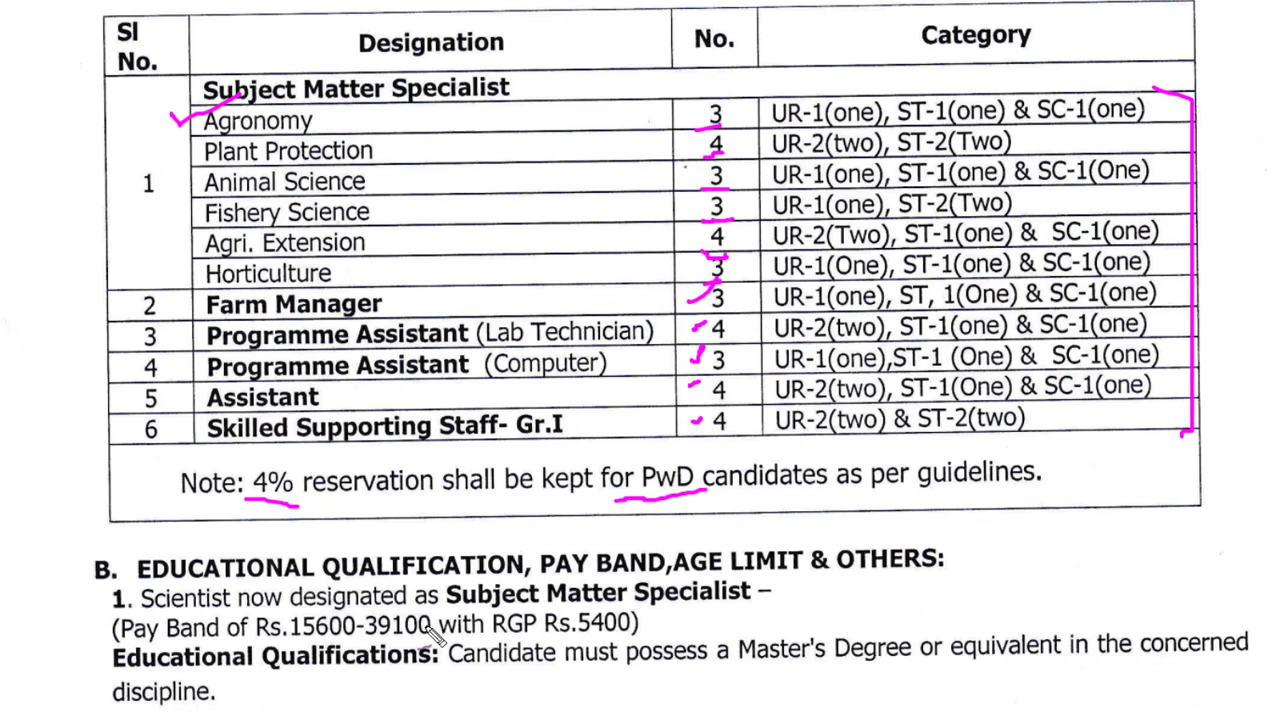 Sl No. Designation No. Category
Subject Matter Specialist
Agronomy 3 UR-1(one), ST-1(one) & SC-1(one)
Plant Protection 4 UR-2(two), ST-2(Two)
1 Animal Science 3 UR-1(one), ST-1(one) & SC-1(One)
Fishery Science 3 UR-1(one), ST-2(Two)
Agri. Extension 4 UR-2(Two), ST-1(one) & SC-1(one)
Horticulture 3 UR-1(One), ST-1(one) & SC-1(one)
2 Farm Manager 3 UR-1(one), ST, 1(One) & SC-1(one)
3 Programme Assistant (Lab Technician) 4 UR-2(two), ST-1(one) & SC-1(one)
4 Programme Assistant (Computer) 3 UR-1(one),ST-1 (One) & SC-1(one)
5 Assistant 4 UR-2(two), ST-1(One) & SC-1(one)
6 Skilled Supporting Staff- Gr.I 4 UR-2(two) & ST-2(two)
Note: 4% reservation shall be kept for PwD candidates as per guidelines.
B. EDUCATIONAL QUALIFICATION, PAY BAND,AGE LIMIT & OTHERS:
1. Scientist now designated as Subject Matter Specialist –
(Pay Band of Rs.15600-39100 with RGP Rs.5400)
Educational Qualifications: Candidate must possess a Master's Degree or equivalent in the concerned
discipline.